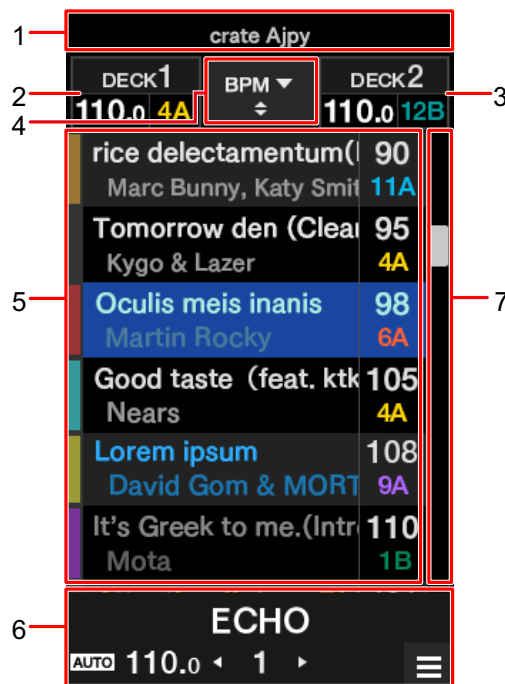 1
crate Ajpy
2
DECK1
110.0 4A
4
BPM
DECK2
110.0 12B
3
rice delectamentum(
90
Marc Bunny, Katy Smit
11A
Tomorrow den (Clea
95
Kygo & Lazer
4A
5
Oculis meis inanis
98
7
Martin Rocky
6A
Good taste (feat. ktk
105
Nears
4A
Lorem ipsum
108
David Gom & MORT
9A
It's Greek to me.(Intr
110
Mota
1B
6
ECHO
AUTO 110.0 1